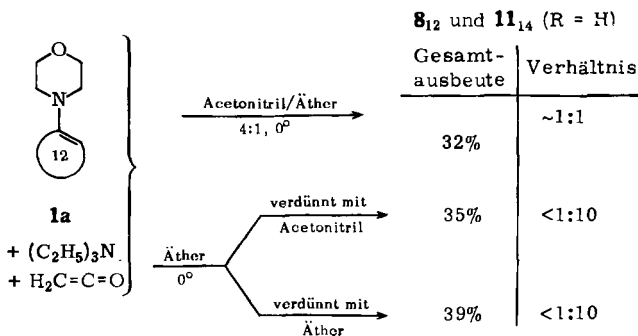 8₁₂ und 11₁₄ (R = H)
Gesamt-
ausbeute
Verhältnis
O
N
12
1a
+ (C₂H₅)₃N
+ H₂C=C=O
Acetonitril/Äther
4:1, 0°
32%
~1:1
Äther
0°
verdünnt mit
Acetonitril
35%
<1:10
verdünnt mit
Äther
39%
<1:10